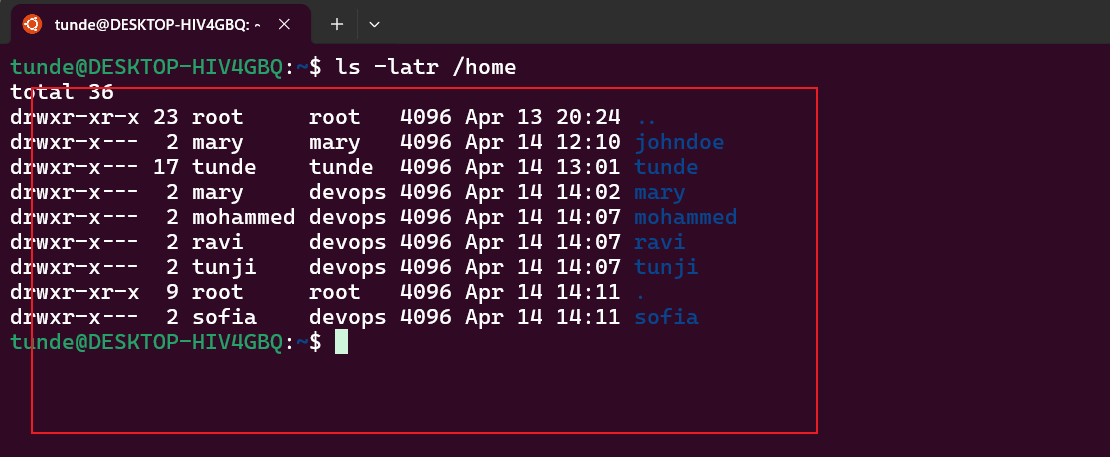 tunde@DESKTOP-HIV4GBQ: ~
tunde@DESKTOP-HIV4GBQ:~$ ls -latr /home
total 36
drwxr-xr-x 23 root     root   4096 Apr 13 20:24 ..
drwxr-x---  2 mary     mary   4096 Apr 14 12:10 johndoe
drwxr-x--- 17 tunde    tunde  4096 Apr 14 13:01 tunde
drwxr-x---  2 mary     devops 4096 Apr 14 14:02 mary
drwxr-x---  2 mohammed devops 4096 Apr 14 14:07 mohammed
drwxr-x---  2 ravi     devops 4096 Apr 14 14:07 ravi
drwxr-x---  2 tunji    devops 4096 Apr 14 14:07 tunji
drwxr-xr-x  9 root     root   4096 Apr 14 14:11 .
drwxr-x---  2 sofia    devops 4096 Apr 14 14:11 sofia
tunde@DESKTOP-HIV4GBQ:~$